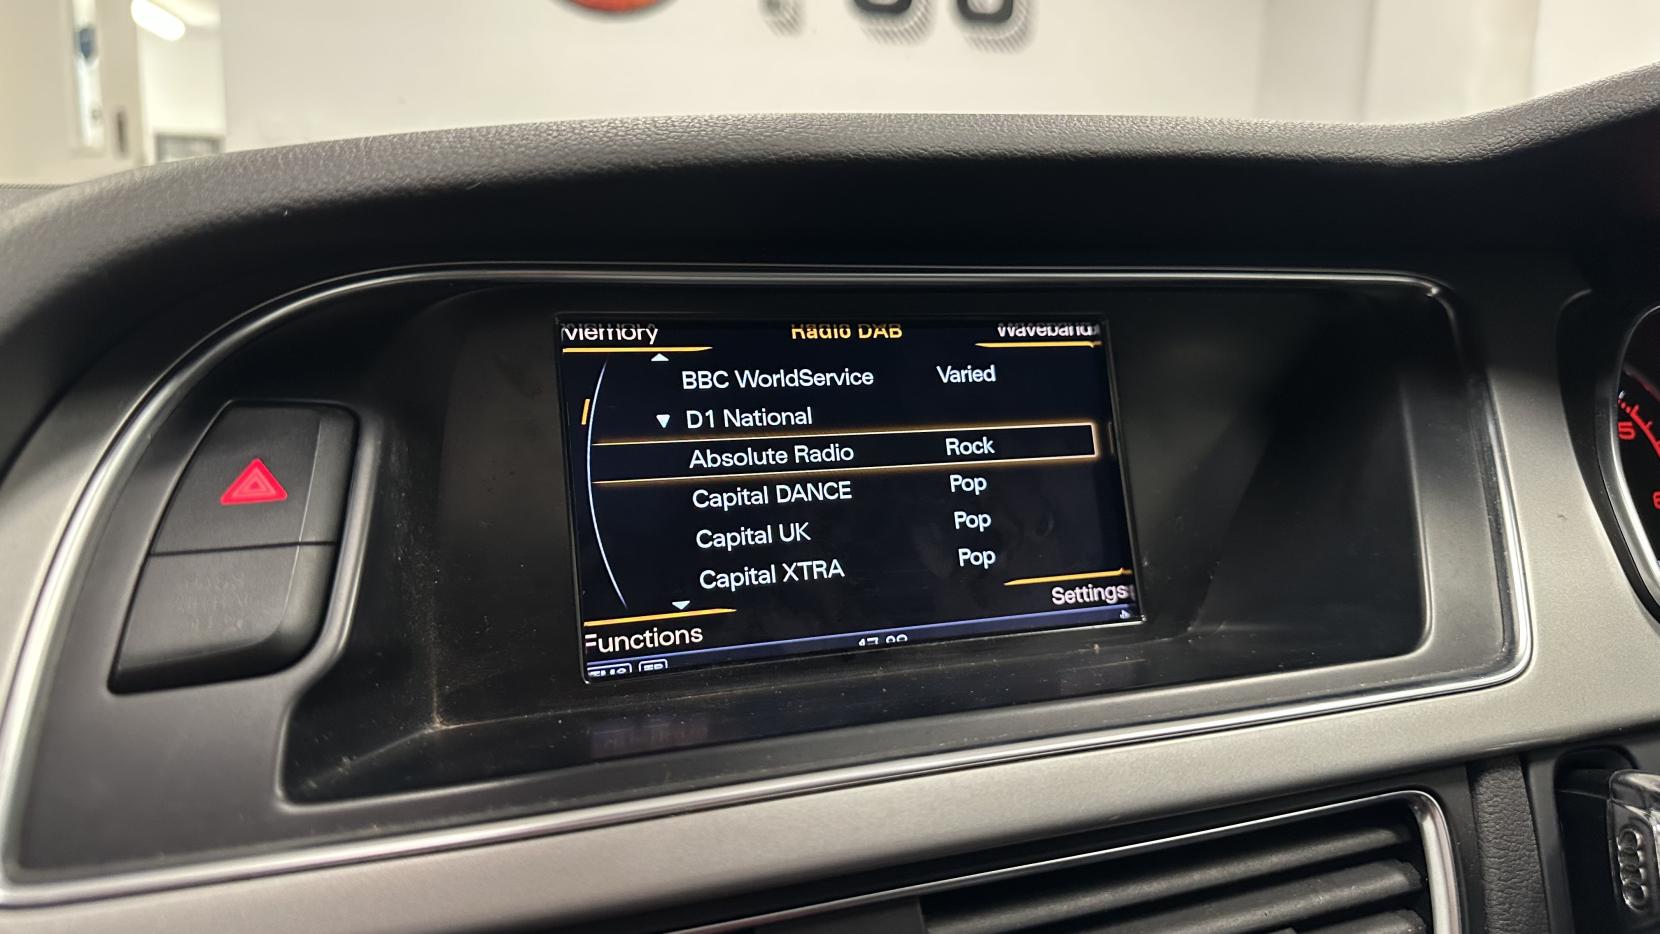 Memory Radio DAB Waveband
BBC WorldService Varied
D1 National
Absolute Radio Rock
Capital DANCE Pop
Capital UK Pop
Capital XTRA Pop
Settings
Functions
5